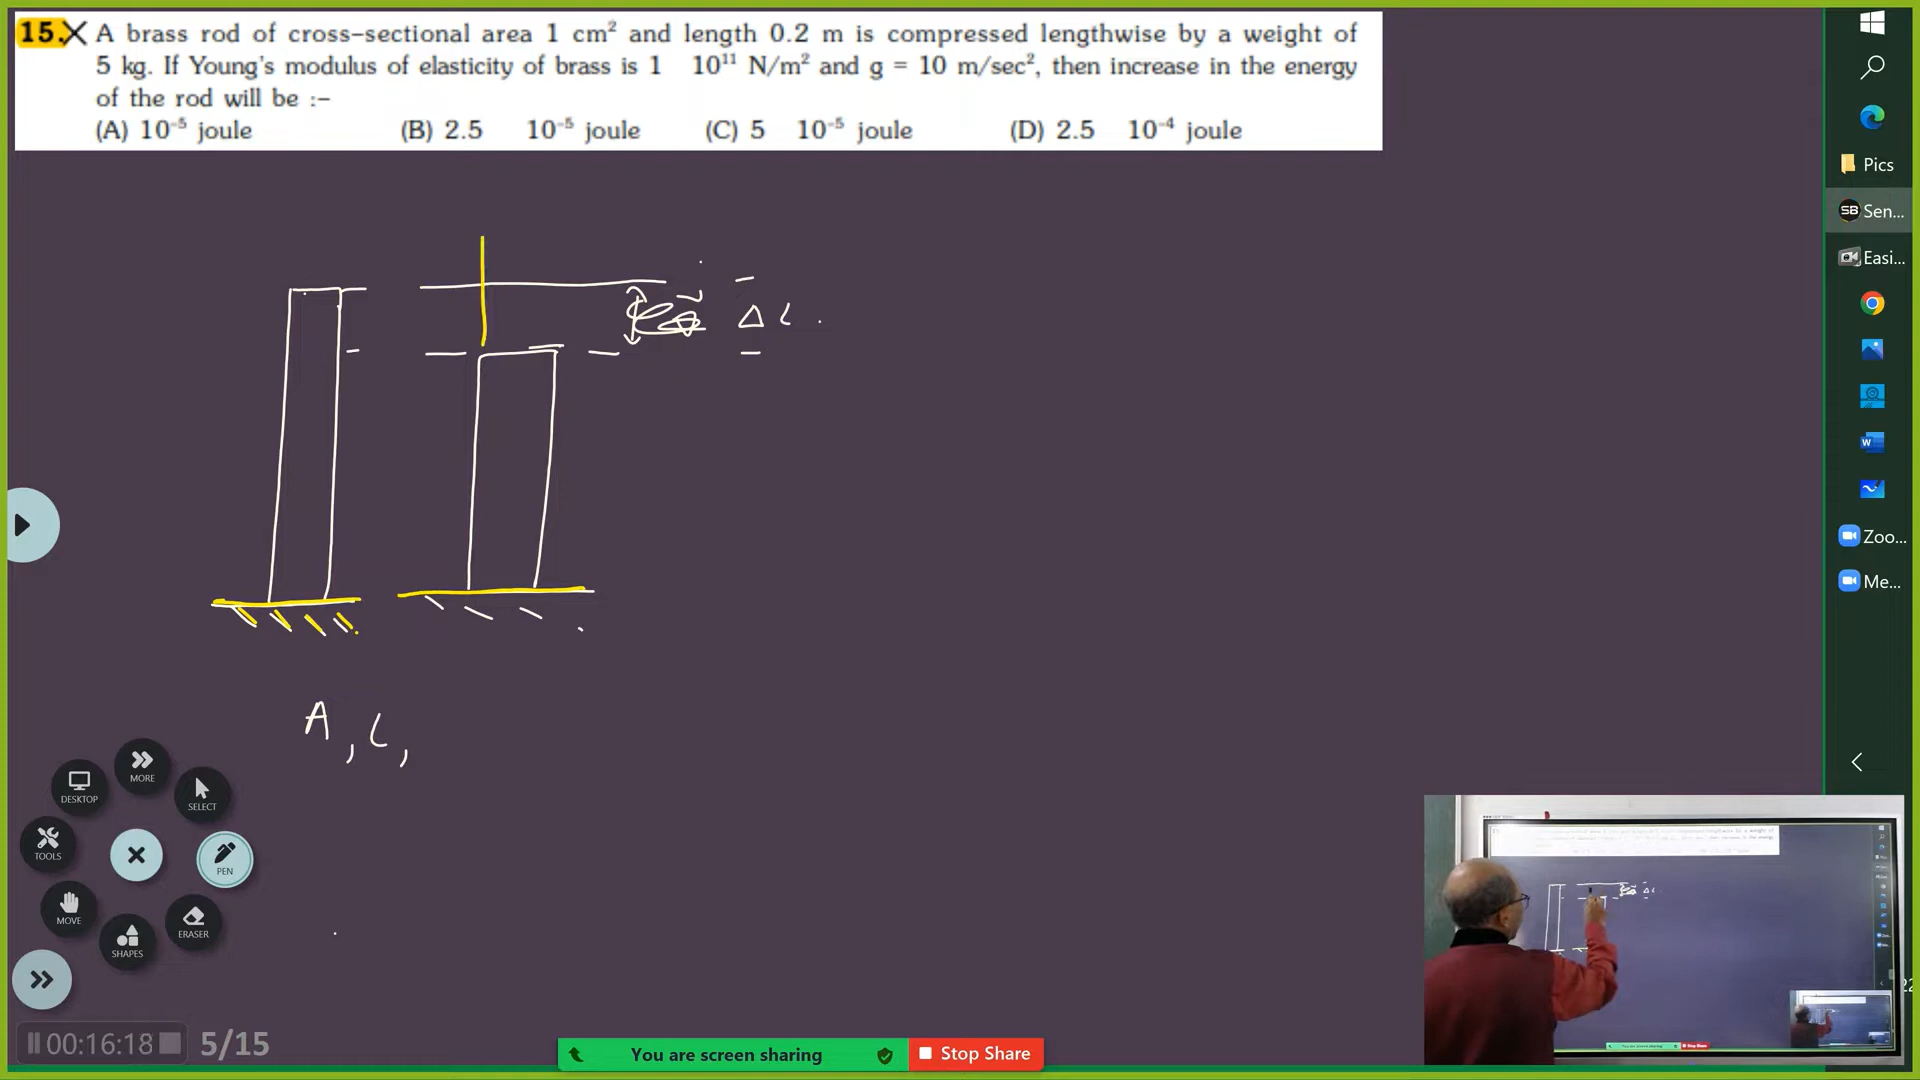 15. A brass rod of cross-sectional area 1 cm² and length 0.2 m is compressed lengthwise by a weight of
5 kg. If Young's modulus of elasticity of brass is 1 10¹¹ N/m² and g = 10 m/sec², then increase in the energy
of the rod will be :-
(A) 10⁻⁵ joule (B) 2.5 10⁻⁵ joule (C) 5 10⁻⁵ joule (D) 2.5 10⁻⁴ joule
Pics
SB Sen...
Easi...
Zoo...
Me...
Δ L
A, L,
MORE
DESKTOP
SELECT
TOOLS
PEN
MOVE
ERASER
SHAPES
00:16:18 5/15
You are screen sharing Stop Share